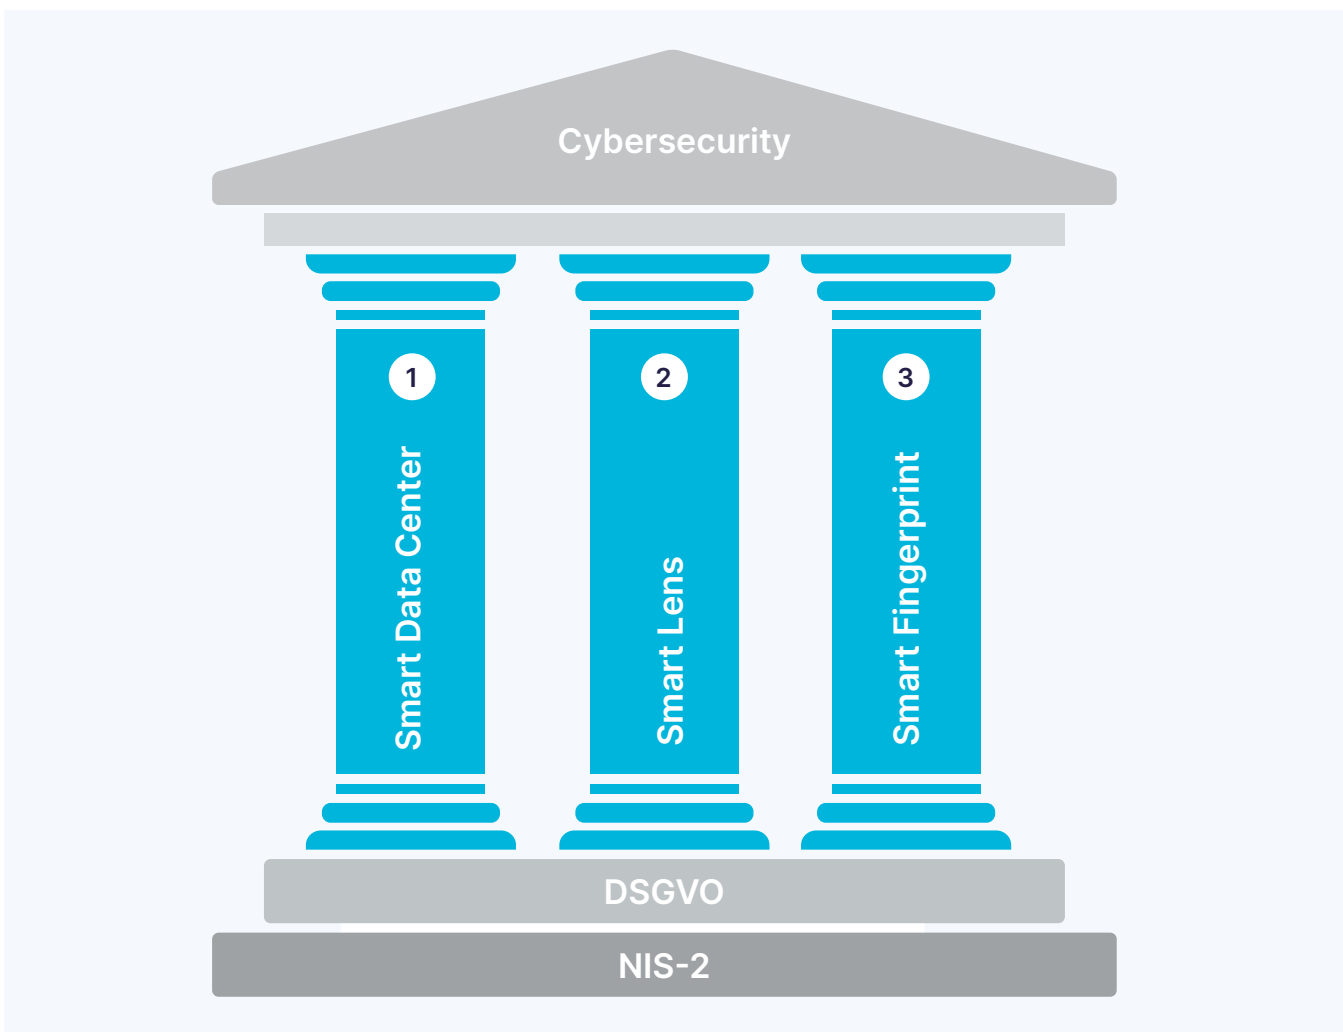 Cybersecurity
1
Smart Data Center
2
Smart Lens
3
Smart Fingerprint
DSGVO
NIS-2